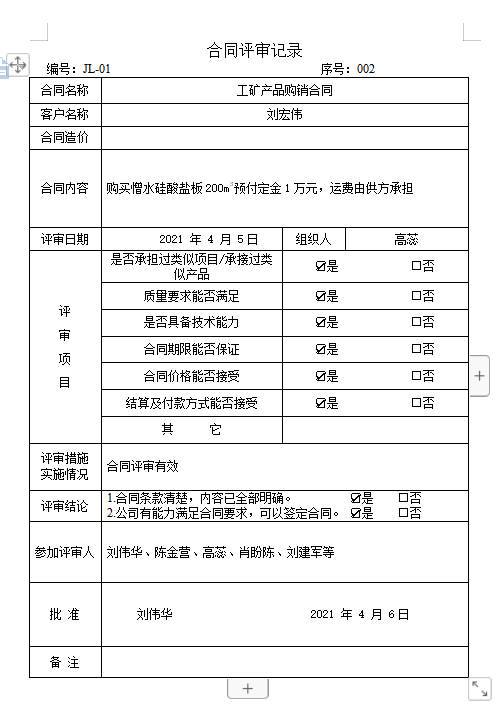 合同评审记录
编号：JL-01 序号：002
合同名称 工矿产品购销合同
客户名称 刘宏伟
合同造价
合同内容 购买憎水硅酸盐板200m³预付定金1万元，运费由供方承担
评审日期 2021 年 4 月 5日 组织人 高蕊
评审项目
是否承担过类似项目/承接过类
似产品 ☑是 □否
质量要求能否满足 ☑是 □否
是否具备技术能力 ☑是 □否
合同期限能否保证 ☑是 □否
合同价格能否接受 ☑是 □否
结算及付款方式能否接受 ☑是 □否
其 它
评审措施
实施情况 合同评审有效
评审结论
1.合同条款清楚，内容已全部明确。 ☑是 □否
2.公司有能力满足合同要求，可以签定合同。 ☑是 □否
参加评审人 刘伟华、陈金营、高蕊、肖盼陈、刘建军等
批 准 刘伟华 2021 年 4 月 6日
备 注